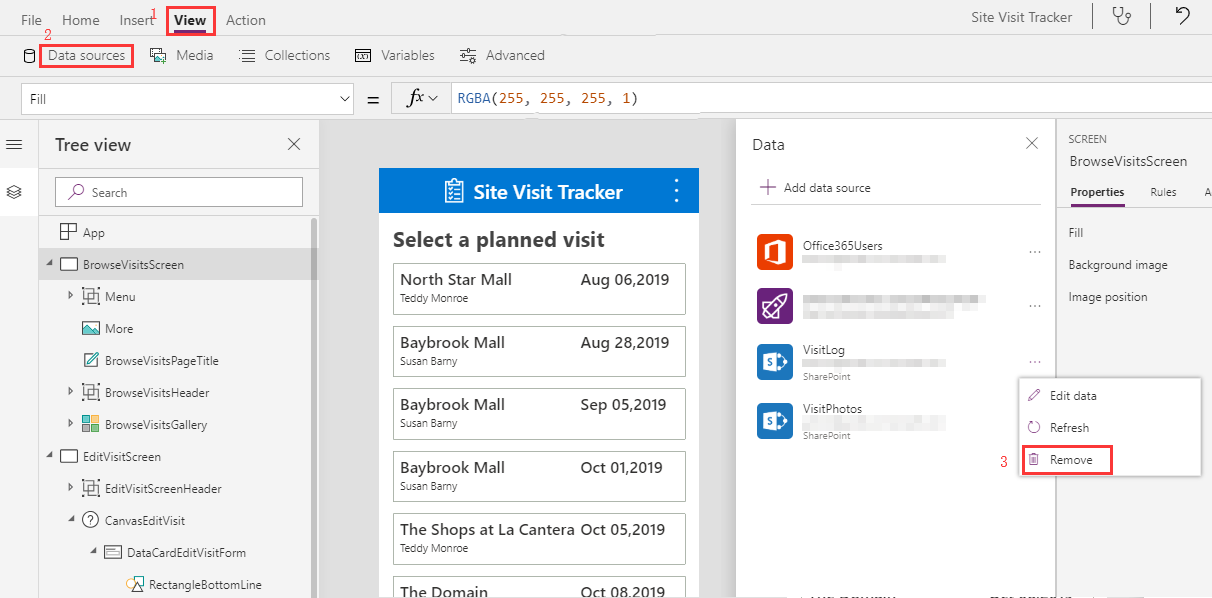 File Home Insert 1 View Action Site Visit Tracker
2
Data sources Media Collections Variables Advanced
Fill = fx RGBA(255, 255, 255, 1)
Tree view
Search
App
BrowseVisitsScreen
Menu
More
BrowseVisitsPageTitle
BrowseVisitsHeader
BrowseVisitsGallery
EditVisitScreen
EditVisitScreenHeader
CanvasEditVisit
DataCardEditVisitForm
RectangleBottomLine
Site Visit Tracker
Select a planned visit
North Star Mall Aug 06,2019
Teddy Monroe
Baybrook Mall Aug 28,2019
Susan Barny
Baybrook Mall Sep 05,2019
Susan Barny
Baybrook Mall Oct 01,2019
Susan Barny
The Shops at La Cantera Oct 05,2019
Teddy Monroe
The Domain Oct 08,2019
Data
Add data source
Office365Users
VisitLog
SharePoint
VisitPhotos
SharePoint
Edit data
Refresh
3 Remove
SCREEN
BrowseVisitsScreen
Properties Rules A
Fill
Background image
Image position